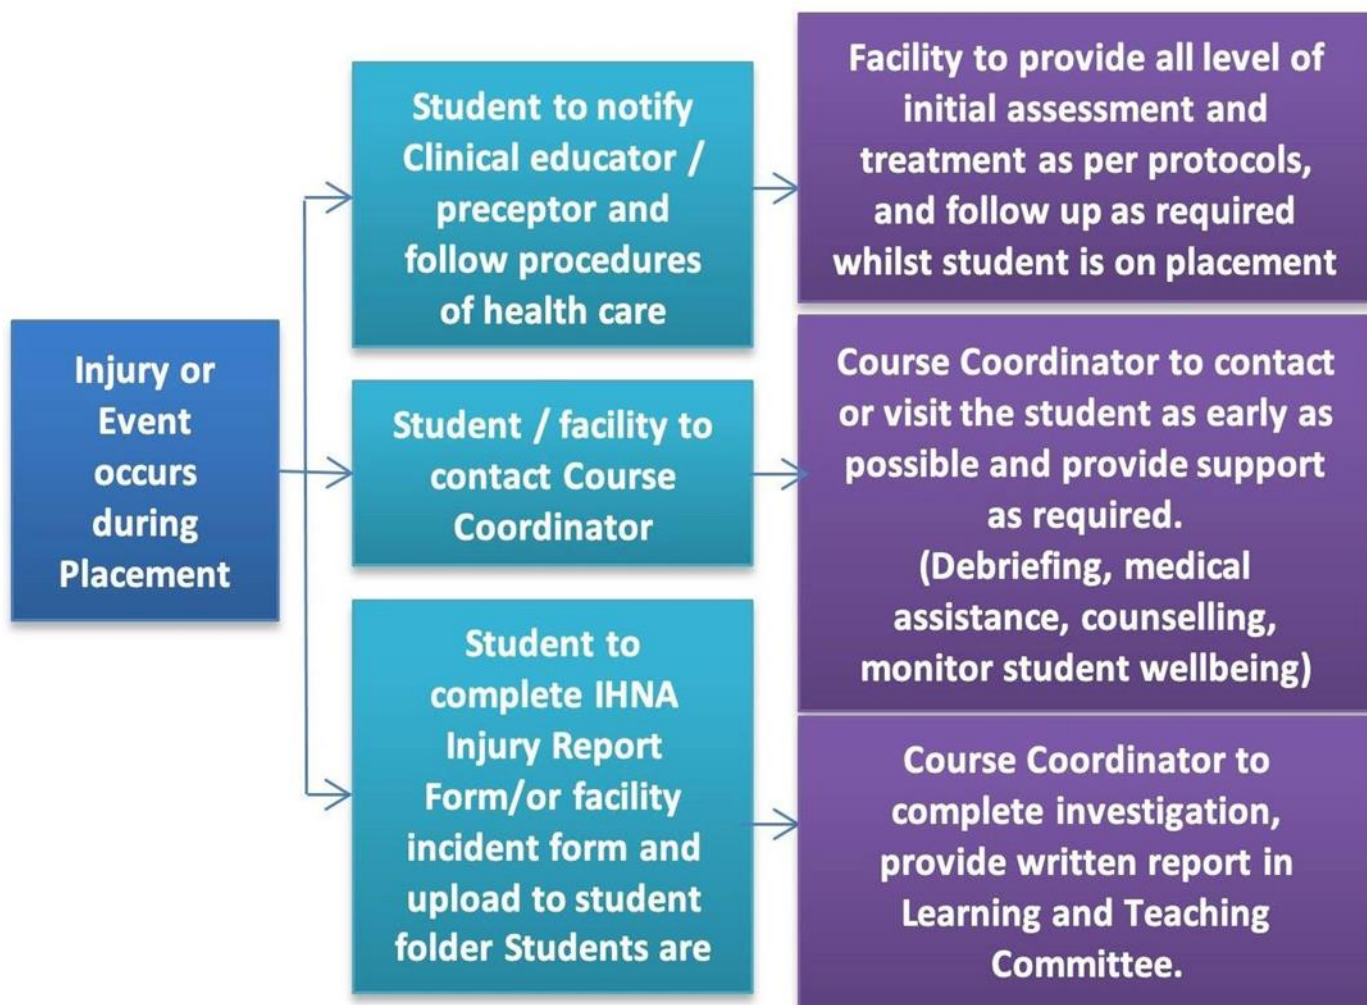 Injury or
Event
occurs
during
Placement
Student to notify
Clinical educator /
preceptor and
follow procedures
of health care
Facility to provide all level of
initial assessment and
treatment as per protocols,
and follow up as required
whilst student is on placement
Student / facility to
contact Course
Coordinator
Course Coordinator to contact
or visit the student as early as
possible and provide support
as required.
(Debriefing, medical
assistance, counselling,
monitor student wellbeing)
Student to
complete IHNA
Injury Report
Form/or facility
incident form and
upload to student
folder Students are
Course Coordinator to
complete investigation,
provide written report in
Learning and Teaching
Committee.